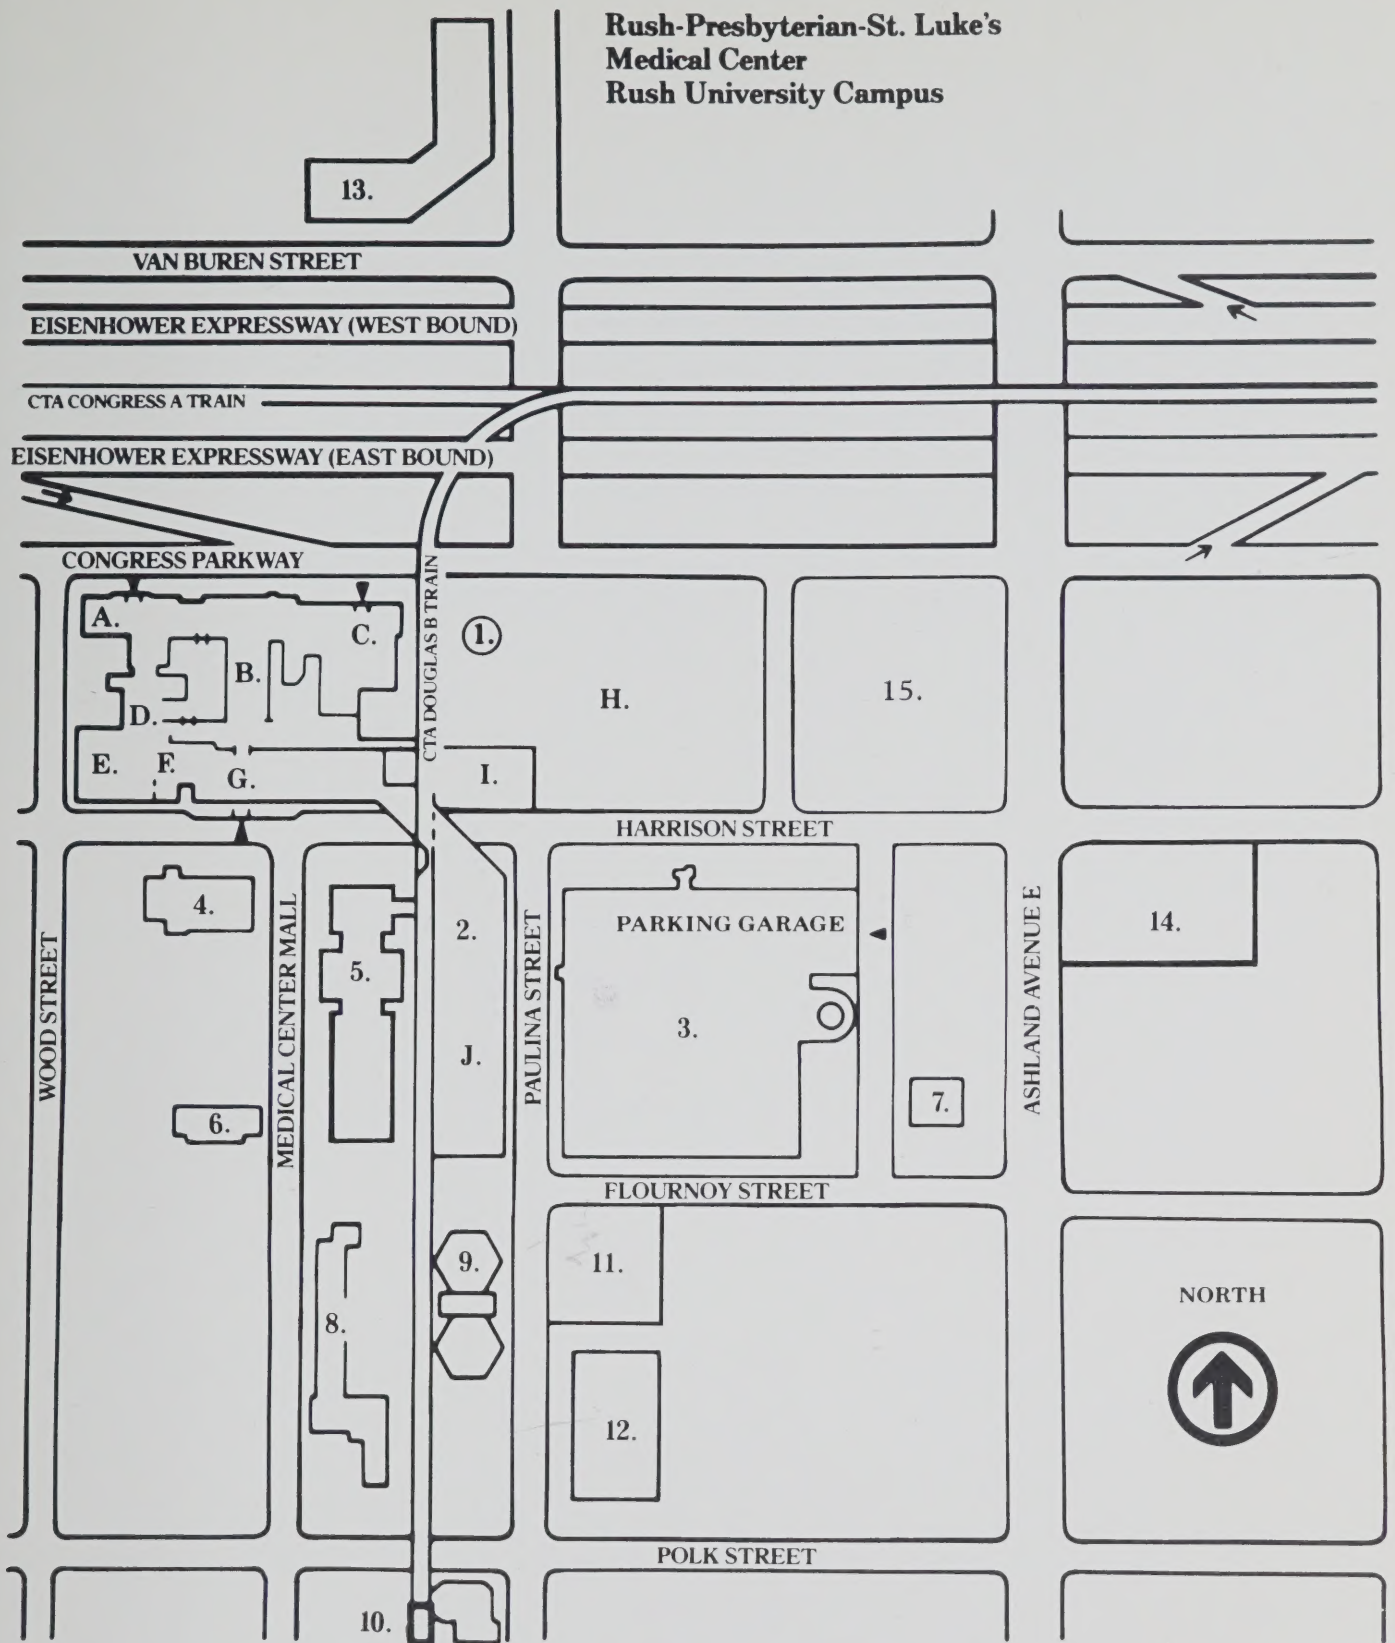 Rush-Presbyterian-St. Luke's
Medical Center
Rush University Campus
13.
VAN BUREN STREET
EISENHOWER EXPRESSWAY (WEST BOUND)
CTA CONGRESS A TRAIN
EISENHOWER EXPRESSWAY (EAST BOUND)
CONGRESS PARKWAY
CTA DOUGLAS B TRAIN
A.
C.
1.
B.
H.
15.
D.
E.
F.
G.
I.
HARRISON STREET
4.
2.
PARKING GARAGE
14.
5.
WOOD STREET
MEDICAL CENTER MALL
PAULINA STREET
ASHLAND AVENUE E
3.
J.
6.
7.
FLOURNOY STREET
9.
11.
NORTH
8.
12.
POLK STREET
10.